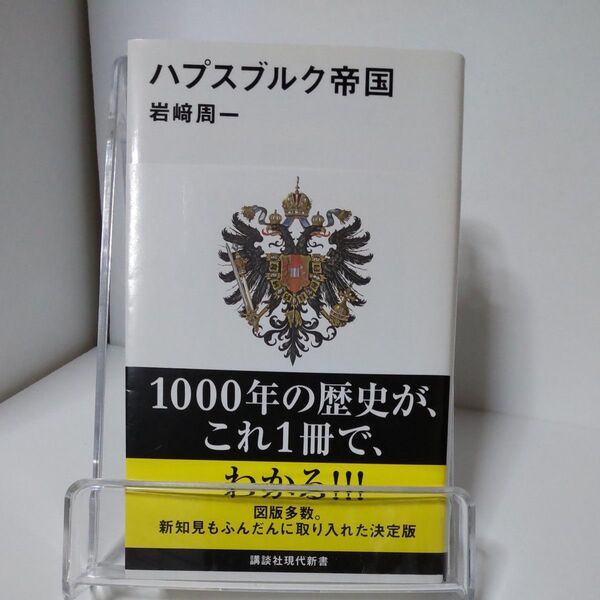 ハプスブルク帝国
岩﨑周一
1000年の歴史が、
これ1冊で、
わかる!!!
図版多数。
新知見もふんだんに取り入れた決定版
講談社現代新書